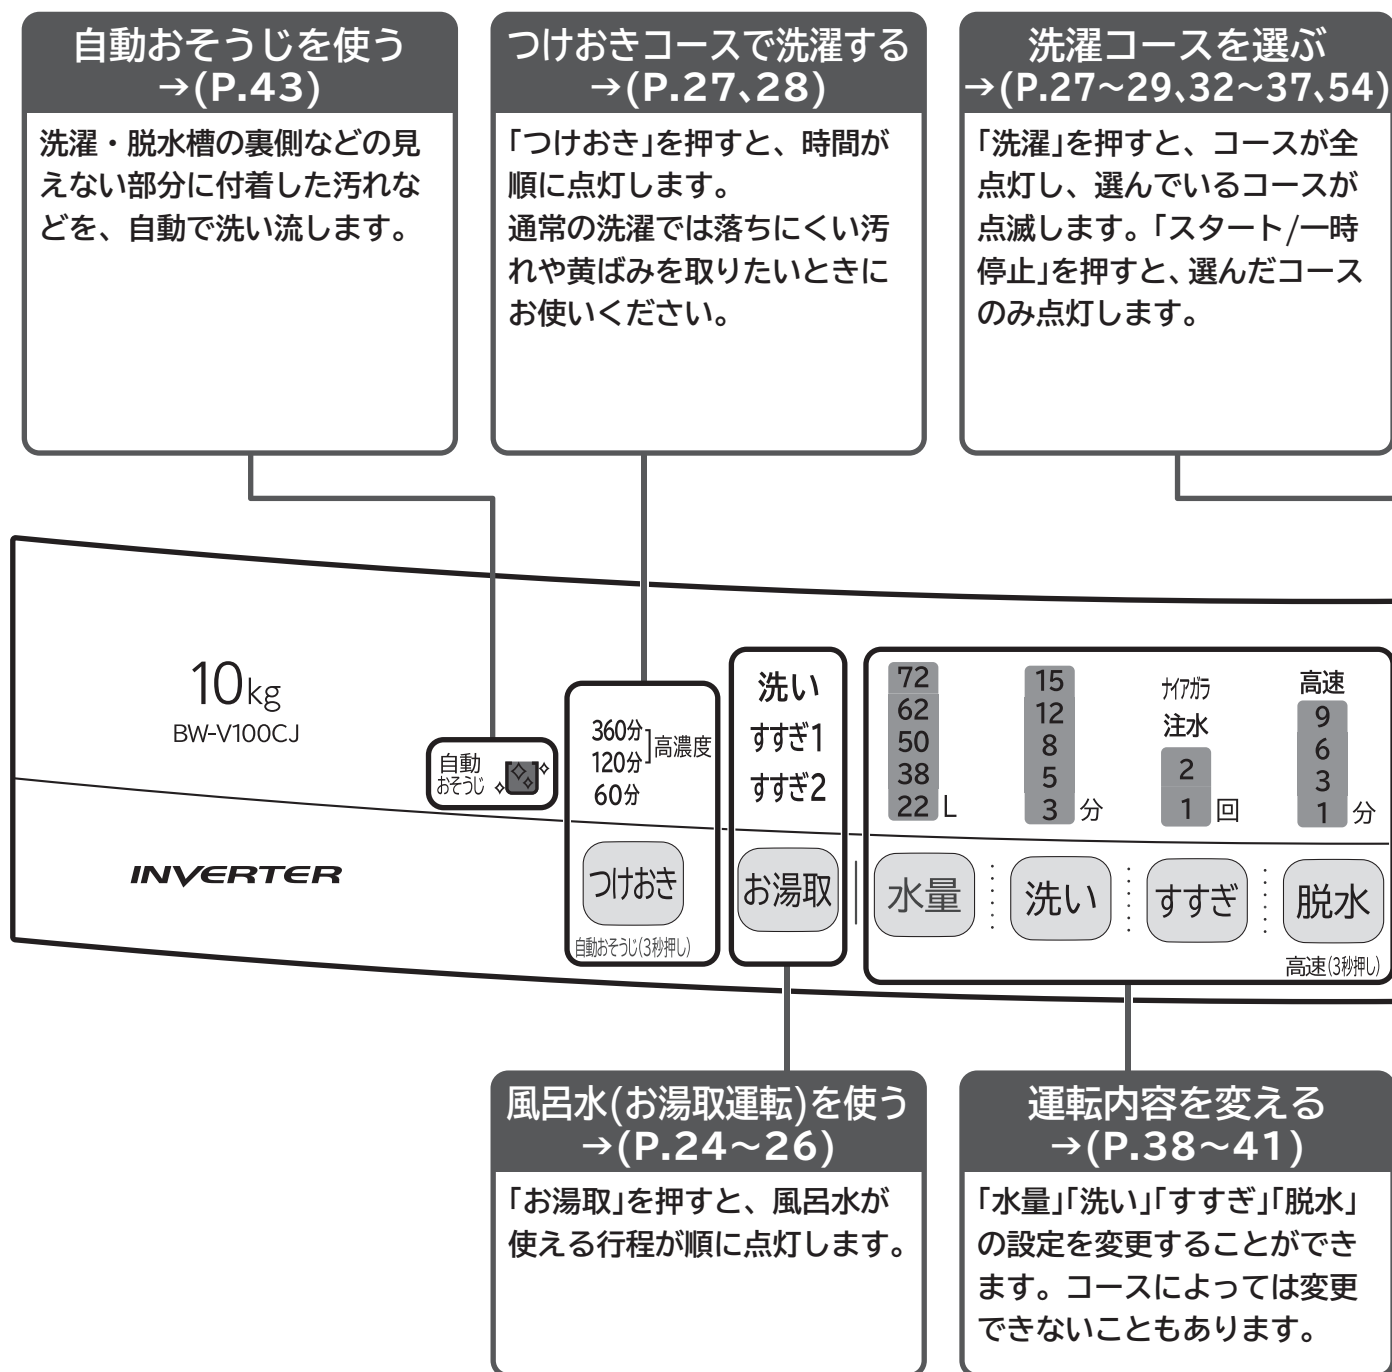 自動おそうじを使う
→(P.43)
洗濯・脱水槽の裏側などの見
えない部分に付着した汚れな
どを、自動で洗い流します。
つけおきコースで洗濯する
→(P.27、28)
「つけおき」を押すと、時間が
順に点灯します。
通常の洗濯では落ちにくい汚
れや黄ばみを取りたいときに
お使いください。
洗濯コースを選ぶ
→(P.27~29、32~37、54)
「洗濯」を押すと、コースが全
点灯し、選んでいるコースが
点滅します。「スタート/一時
停止」を押すと、選んだコース
のみ点灯します。
10kg
BW-V100CJ
自動
おそうじ
360分
120分
高濃度
60分
洗い
すすぎ1
すすぎ2
72
62
50
38
22 L
15
12
8
5
3 分
ナイアガラ
注水
2
1 回
高速
9
6
3
1 分
INVERTER
つけおき
自動おそうじ(3秒押し)
お湯取
水量
洗い
すすぎ
脱水
高速(3秒押し)
風呂水(お湯取運転)を使う
→(P.24~26)
「お湯取」を押すと、風呂水が
使える行程が順に点灯します。
運転内容を変える
→(P.38~41)
「水量」「洗い」「すすぎ」「脱水」
の設定を変更することができ
ます。コースによっては変更
できないこともあります。